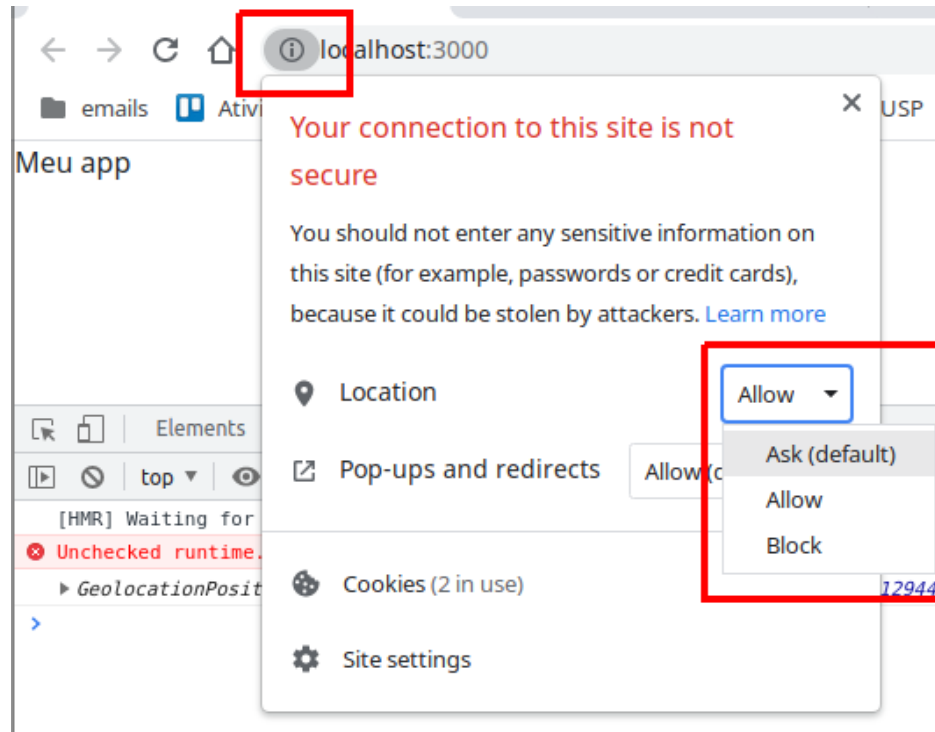 localhost:3000
emails Ativi USP
Meu app
Your connection to this site is not
secure
You should not enter any sensitive information on
this site (for example, passwords or credit cards),
because it could be stolen by attackers. Learn more
Location Allow
Ask (default)
Allow
Block
Pop-ups and redirects Allow (d
Cookies (2 in use)
Site settings
Elements
top
[HMR] Waiting for
Unchecked runtime.
GeolocationPosit 12944